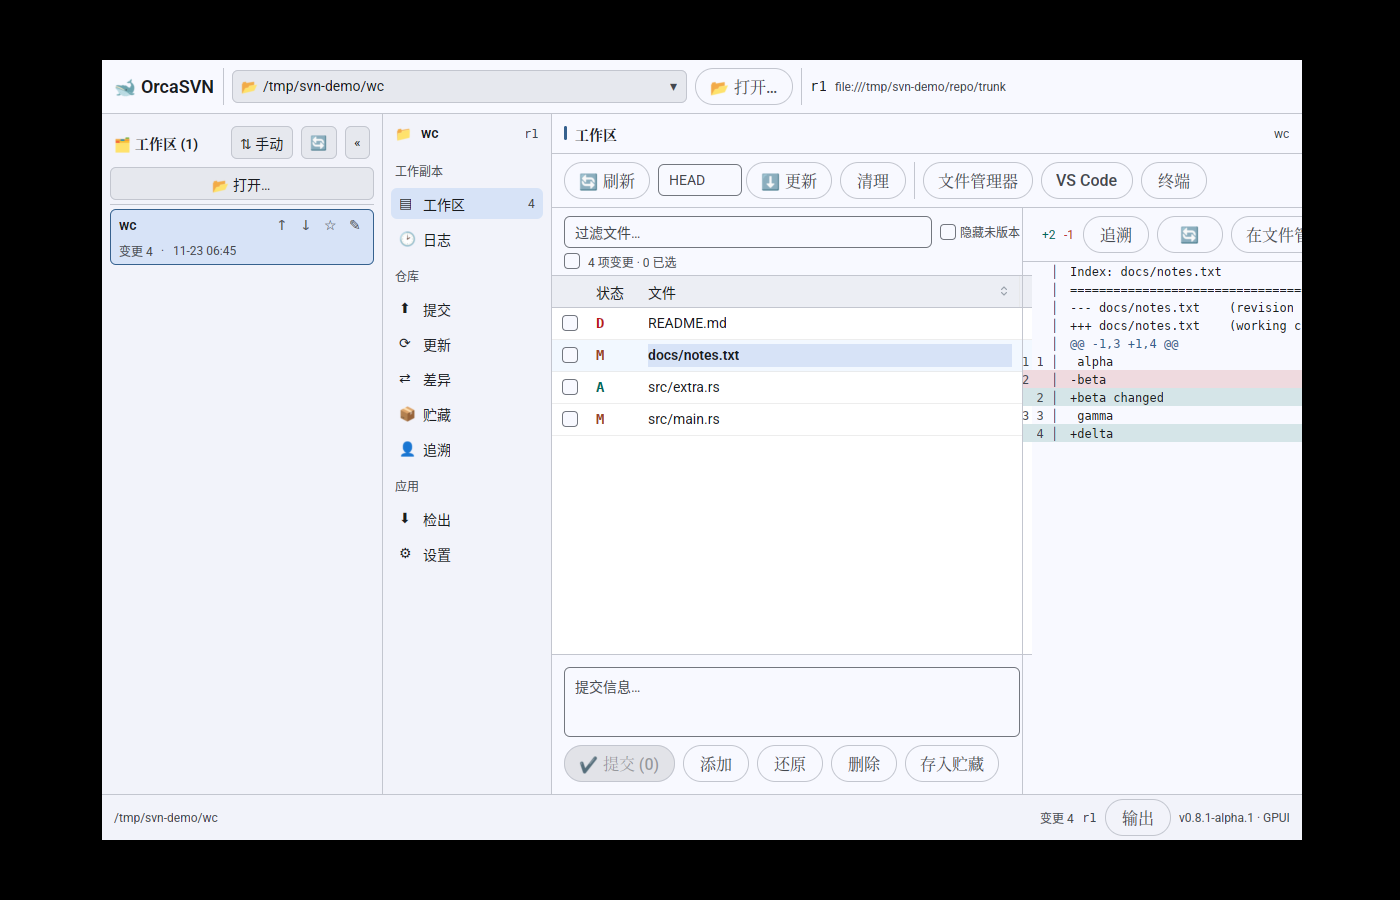 OrcaSVN
/tmp/svn-demo/wc
打开...
r1 file:///tmp/svn-demo/repo/trunk
工作区 (1)
手动
«
打开...
wc
变更 4 · 11-23 06:45
wc r1
工作副本
工作区 4
日志
仓库
提交
更新
差异
贮藏
追溯
应用
检出
设置
工作区 wc
刷新
HEAD
更新
清理
文件管理器
VS Code
终端
过滤文件...
隐藏未版本
4 项变更 · 0 已选
状态 文件
D README.md
M docs/notes.txt
A src/extra.rs
M src/main.rs
提交信息...
提交 (0)
添加
还原
删除
存入贮藏
+2 -1
追溯
在文件管
Index: docs/notes.txt
================================
--- docs/notes.txt (revision
+++ docs/notes.txt (working c
@@ -1,3 +1,4 @@
1 1 alpha
2 -beta
2 +beta changed
3 3 gamma
4 +delta
/tmp/svn-demo/wc
变更 4 r1
输出
v0.8.1-alpha.1 · GPUI